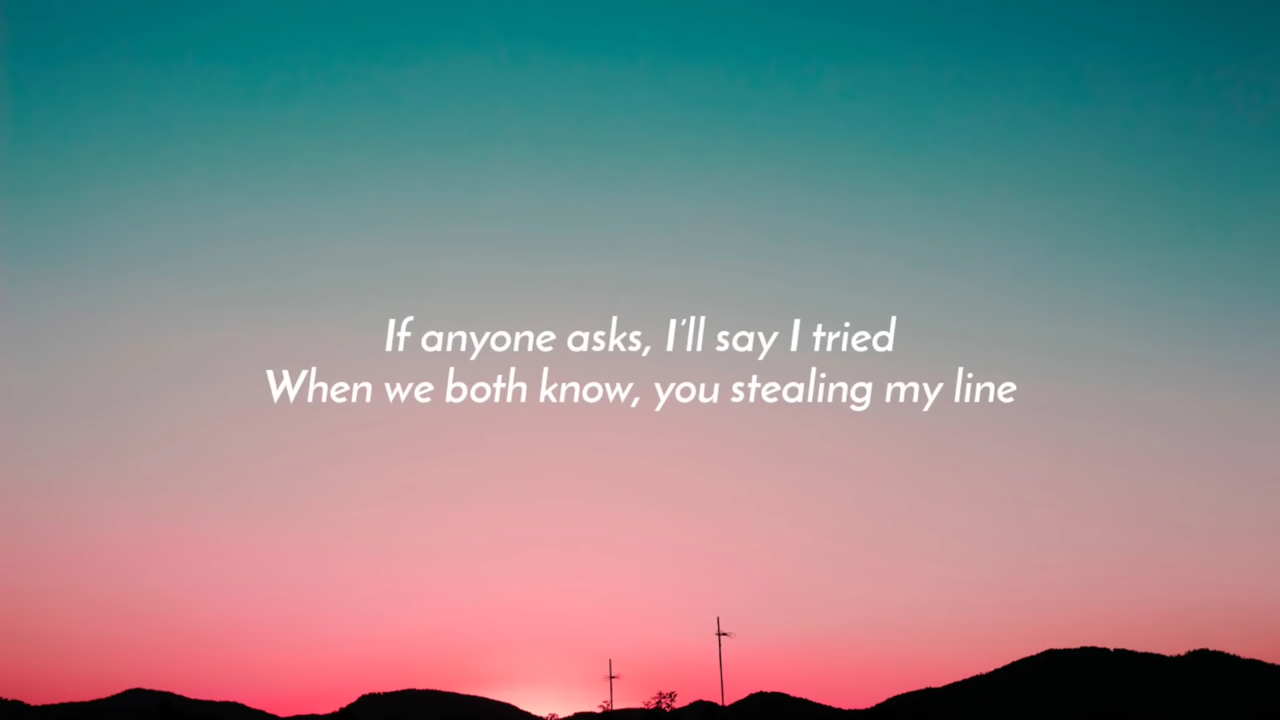 If anyone asks, I'll say I tried
When we both know, you stealing my line